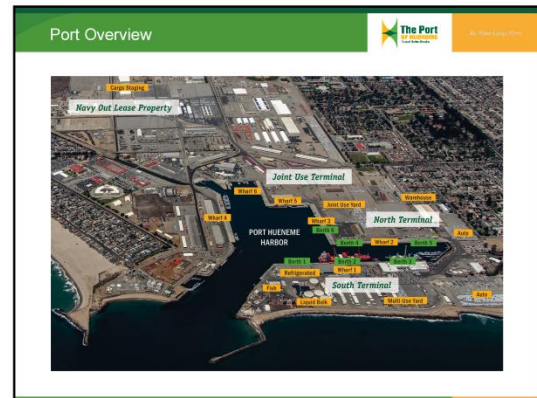 Port Overview
The Port
OF HUENEME
Cargo Staging
Navy Out Lease Property
Joint Use Terminal
Wharf 6
Wharf 5
Joint Use Yard
Warehouse
Wharf 4
Wharf 3
North Terminal
Berth 6
PORT HUENEME
HARBOR
Auto
Berth 4
Wharf 2
Berth 5
Berth 1
Berth 2
Berth 3
Refrigerated
Wharf 1
Fish
South Terminal
Auto
Liquid Bulk
Multi Use Yard